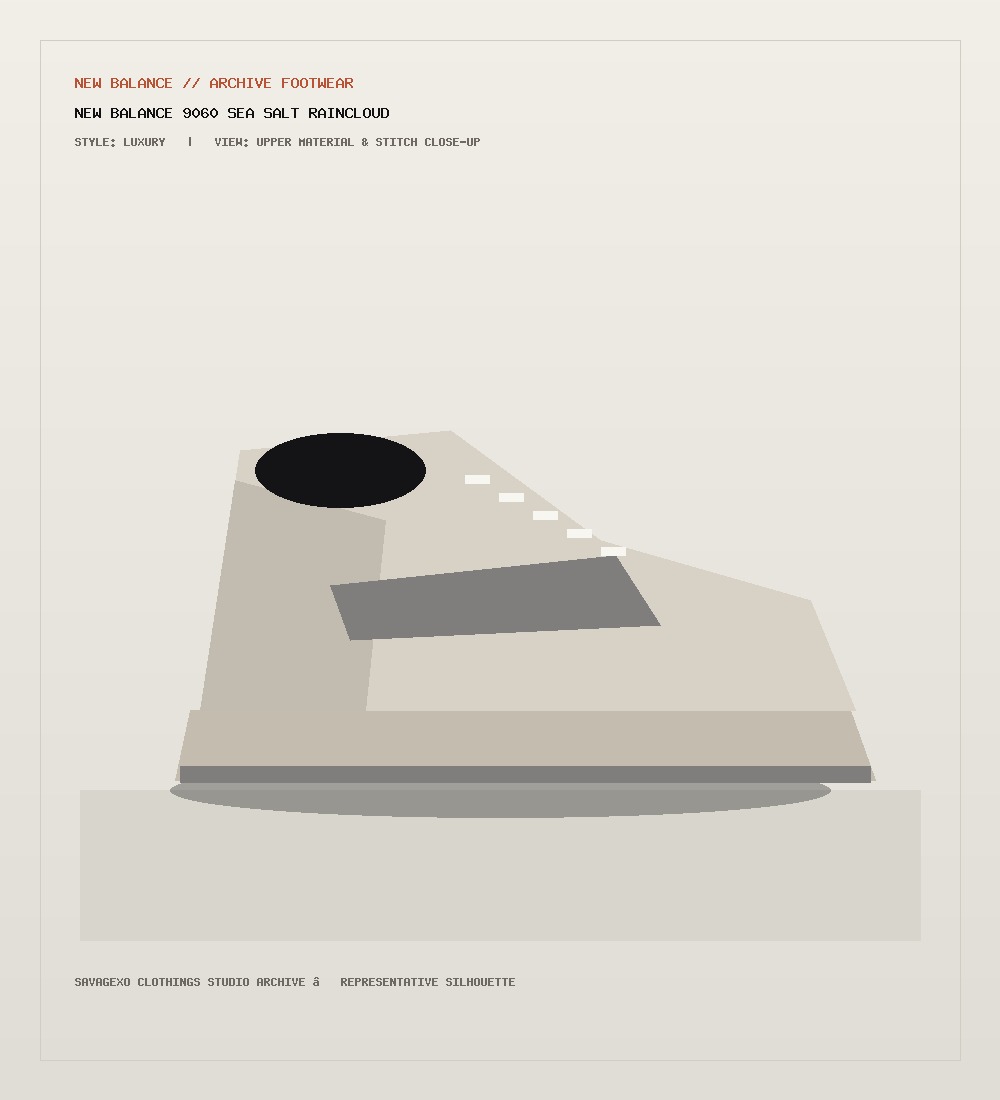 NEW BALANCE // ARCHIVE FOOTWEAR
NEW BALANCE 9060 SEA SALT RAINCLOUD
STYLE: LUXURY | VIEW: UPPER MATERIAL & STITCH CLOSE-UP
SAVAGEXO CLOTHINGS STUDIO ARCHIVE â REPRESENTATIVE SILHOUETTE